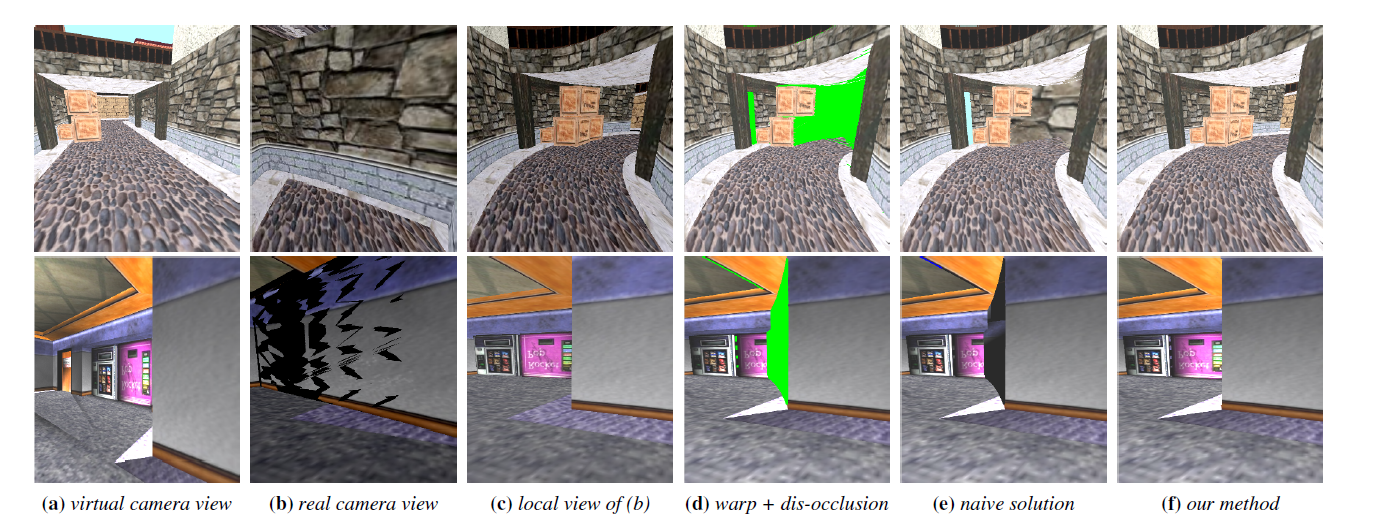 (a) virtual camera view (b) real camera view (c) local view of (b) (d) warp + dis-occlusion (e) naive solution (f) our method